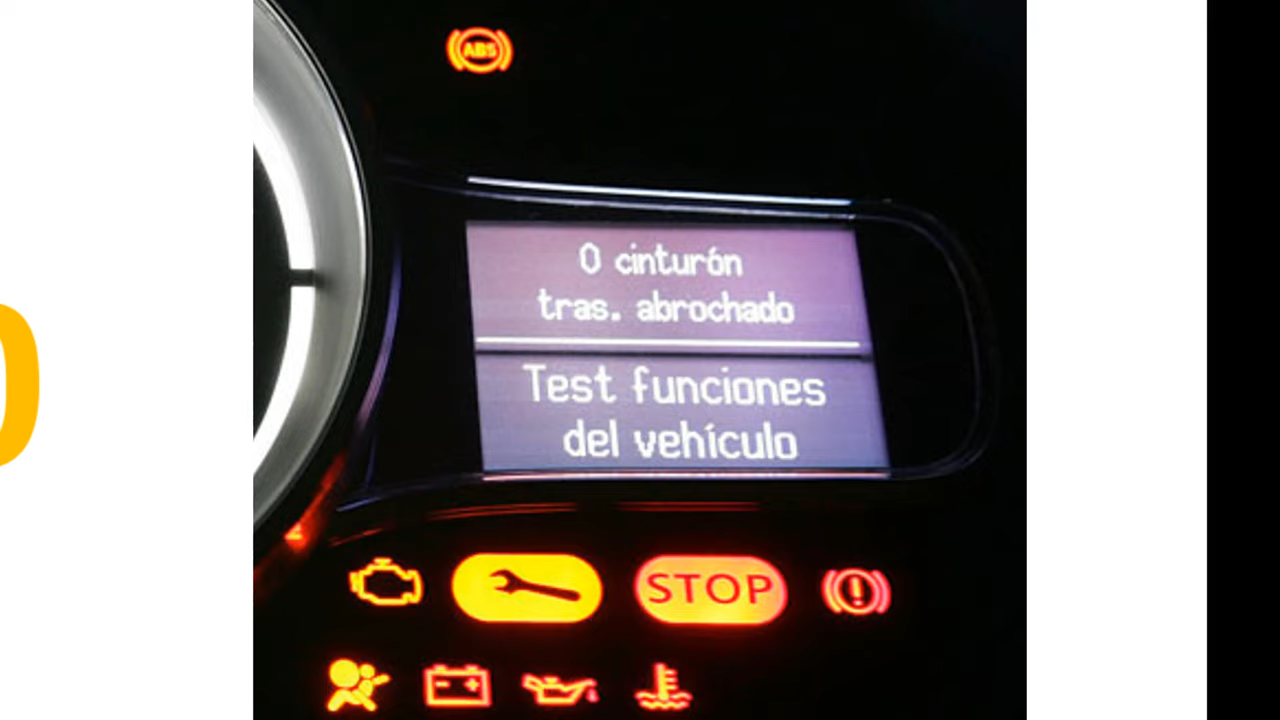 ABS
0 cinturón
tras. abrochado
Test funciones
del vehículo
STOP